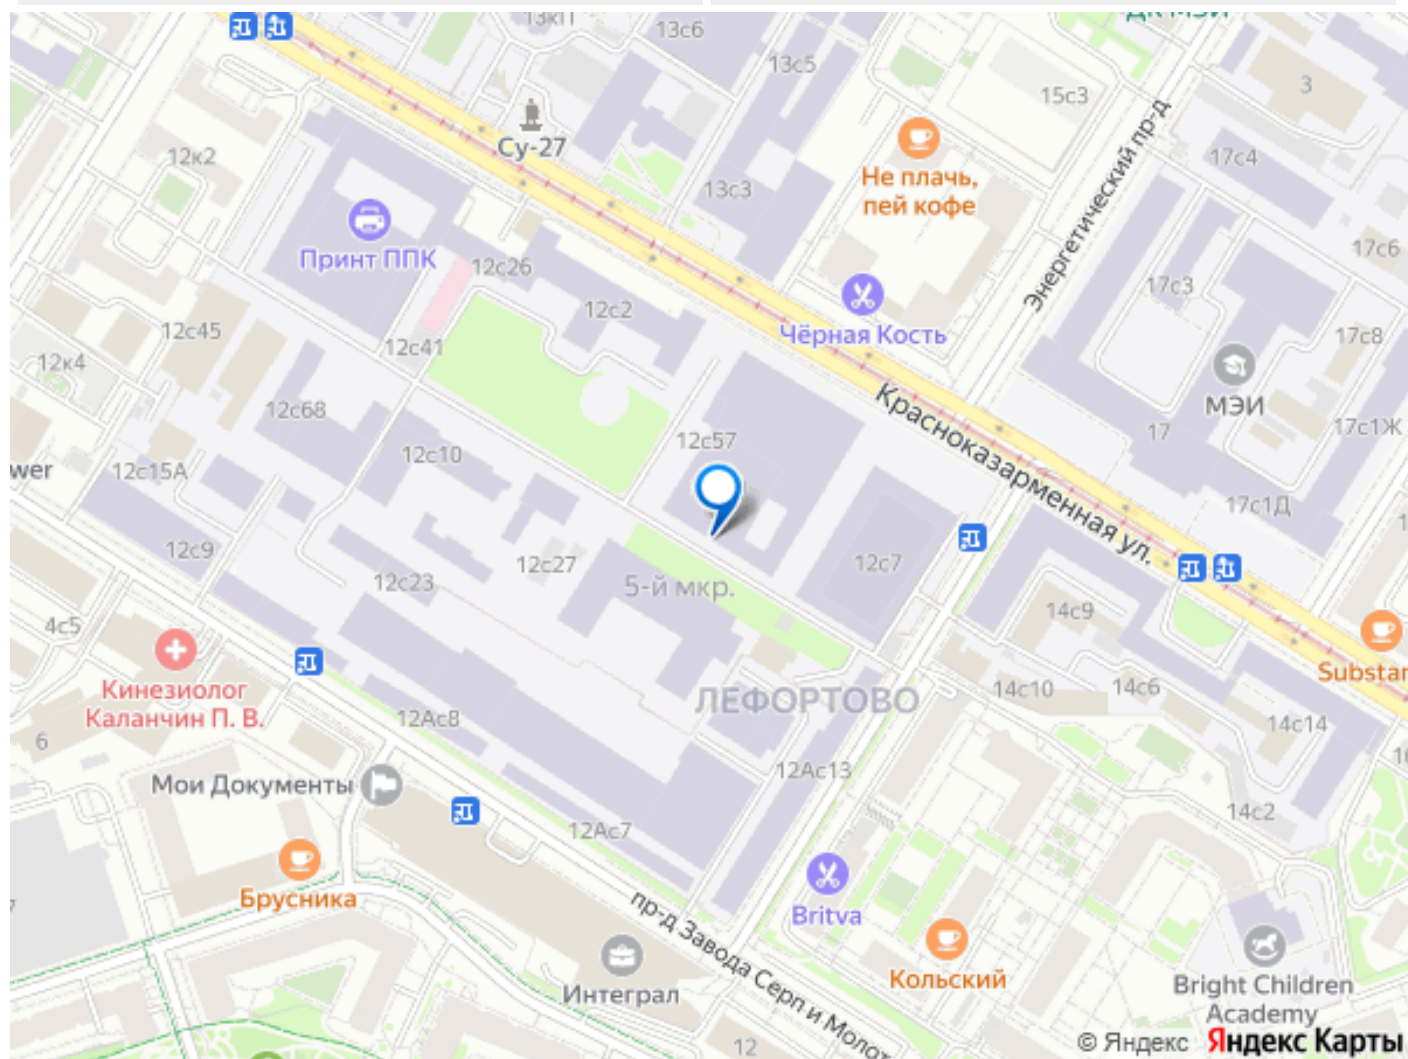 13кП
13с6
ДК МЭИ
13с5
3
15с3
Су-27
12к2
17с4
Не плачь,
пей кофе
13с3
Энергетический пр-д
17с6
Принт ППК
12с26
17с3
12с2
12с45
Чёрная Кость
17с8
12с41
12к4
МЭИ
Красноказарменная ул.
12с68
17
17с1Ж
12с57
12с10
wer
12с15А
17с1Д
12с9
12с27
12с7
12с23
5-й мкр.
14с9
4с5
Кинезиолог
Каланчин П. В.
Substar
14с10
14с6
ЛЕФОРТОВО
12Ас8
14с14
6
12Ас13
Мои Документы
14с2
12Ас7
Брусника
Britva
пр-д Завода Серп и Молот
Интеграл
Кольский
Bright Children
Academy
12
© Яндекс Яндекс Карты